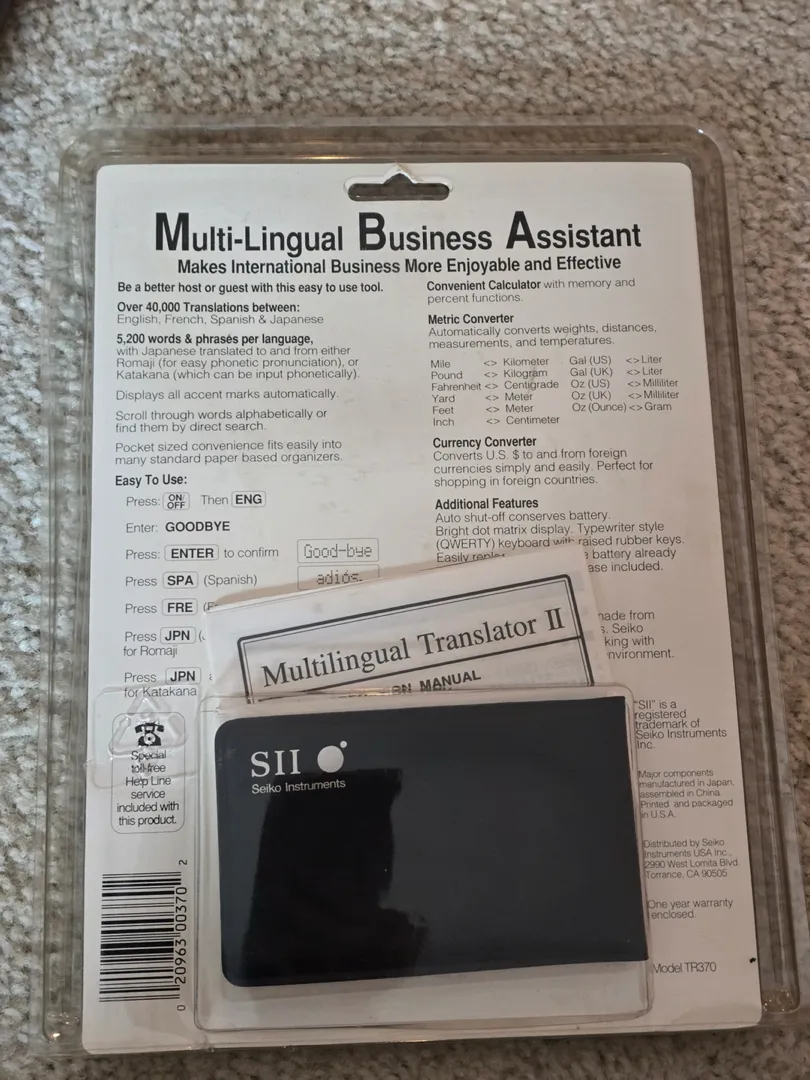 Multi-Lingual Business Assistant
Makes International Business More Enjoyable and Effective
Be a better host or guest with this easy to use tool.
Over 40,000 Translations between:
English, French, Spanish & Japanese
5,200 words & phrases per language,
with Japanese translated to and from either
Romaji (for easy phonetic pronunciation), or
Katakana (which can be input phonetically).
Displays all accent marks automatically.
Scroll through words alphabetically or
find them by direct search.
Pocket sized convenience fits easily into
many standard paper based organizers.
Easy To Use:
Press: ON/OFF Then ENG
Enter: GOODBYE
Press: ENTER to confirm Good-bye
Press SPA (Spanish) adiós.
Press FRE
Press JPN
for Romaji
Press JPN
for Katakana
Special
toll-free
Help Line
service
included with
this product.
0 20963 00370 2
Convenient Calculator with memory and
percent functions.
Metric Converter
Automatically converts weights, distances,
measurements, and temperatures.
Mile <> Kilometer Gal (US) <> Liter
Pound <> Kilogram Gal (UK) <> Liter
Fahrenheit <> Centigrade Oz (US) <> Milliliter
Yard <> Meter Oz (UK) <> Milliliter
Feet <> Meter Oz (Ounce) <> Gram
Inch <> Centimeter
Currency Converter
Converts U.S. $ to and from foreign
currencies simply and easily. Perfect for
shopping in foreign countries.
Additional Features
Auto shut-off conserves battery.
Bright dot matrix display. Typewriter style
(QWERTY) keyboard with raised rubber keys.
Easily battery already
included.
made from
Seiko
with
Multilingual Translator II
MANUAL
SII
Seiko Instruments
"SII" is a
registered
trademark of
Seiko Instruments
Inc.
Major components
manufactured in Japan,
assembled in China.
Printed and packaged
in U.S.A.
Distributed by Seiko
Instruments USA Inc.,
2990 West Lomita Blvd.
Torrance, CA 90505
One year warranty
enclosed.
Model TR370